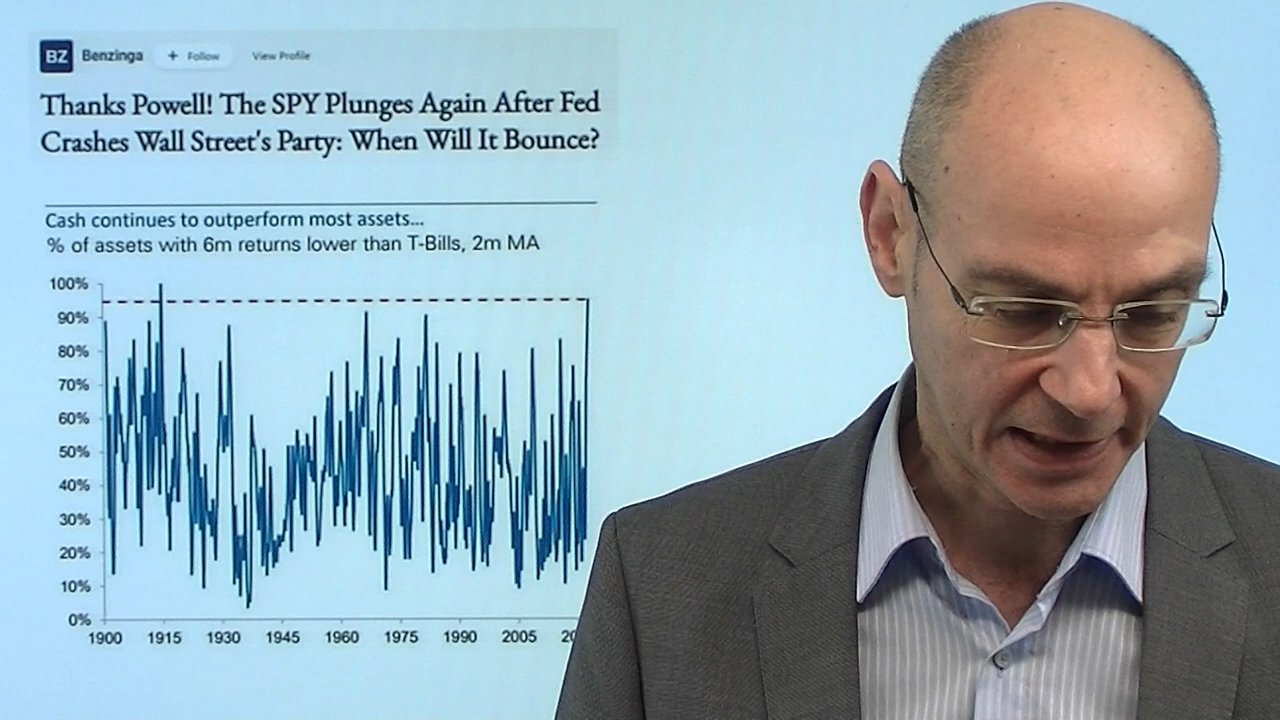 BZ Benzinga + Follow View Profile
Thanks Powell! The SPY Plunges Again After Fed
Crashes Wall Street's Party: When Will It Bounce?
Cash continues to outperform most assets...
% of assets with 6m returns lower than T-Bills, 2m MA
100%
90%
80%
70%
60%
50%
40%
30%
20%
10%
0%
1900 1915 1930 1945 1960 1975 1990 2005